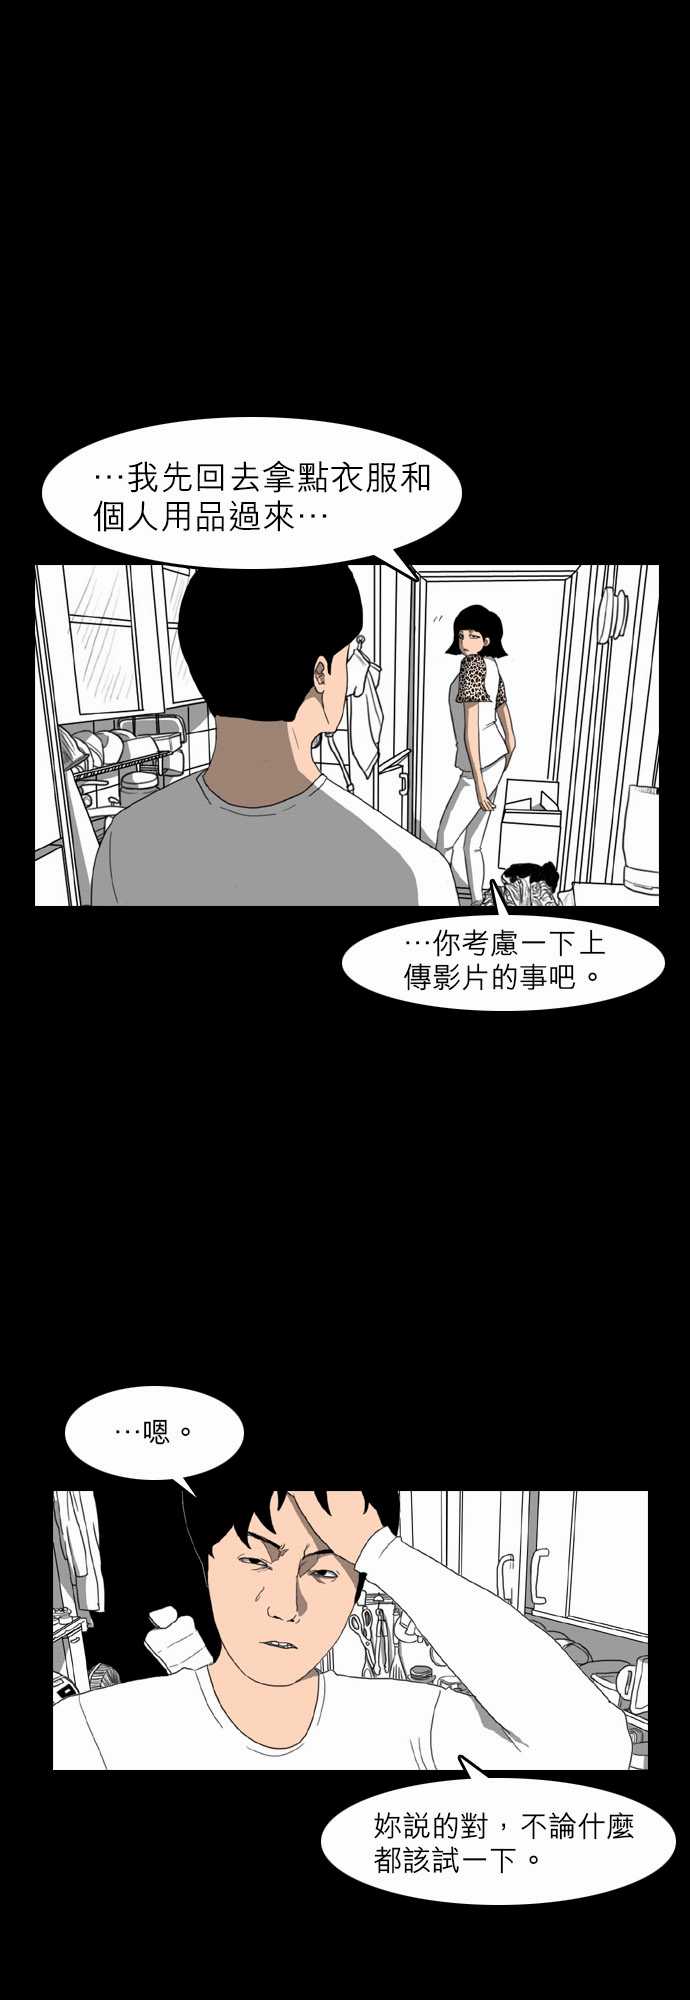 ⋯我先回去拿點衣服和
個人用品過來⋯
⋯你考慮一下上
傳影片的事吧。
⋯嗯。
妳説的對，不論什麼
都該試一下。